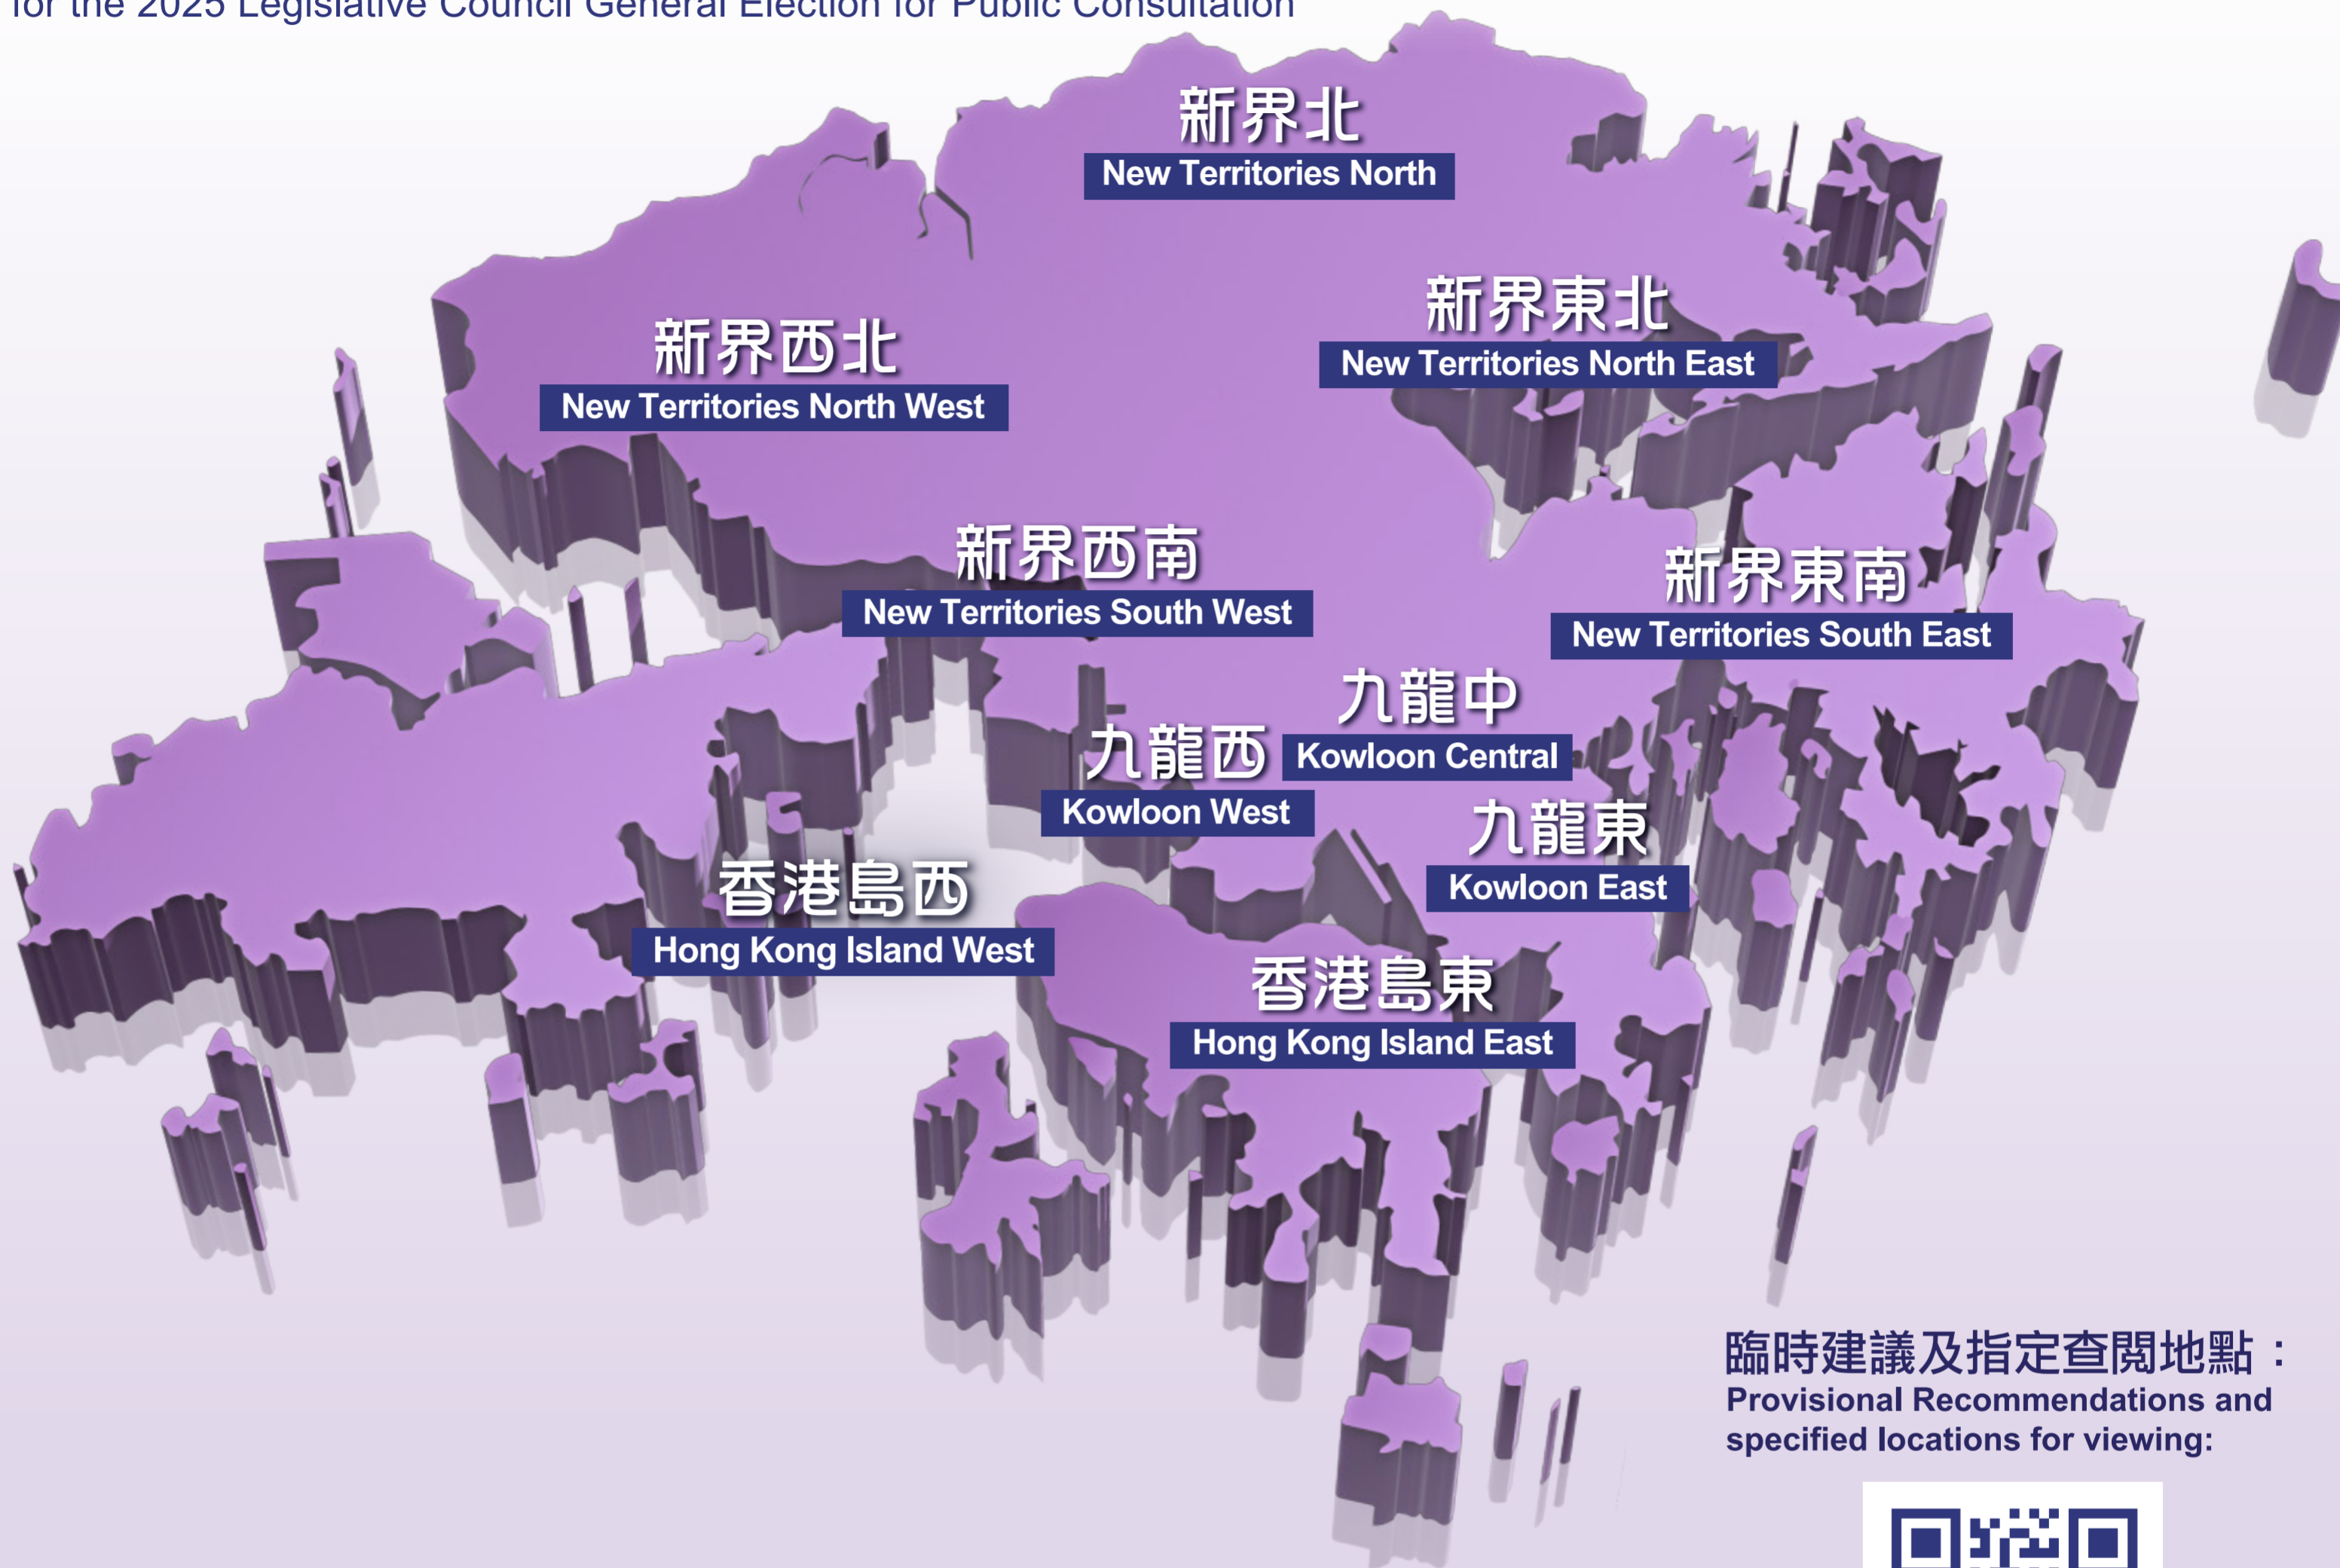 for the 2025 Legislative Council General Election for Public Consultation
新界北
New Territories North
新界東北
New Territories North East
新界西北
New Territories North West
新界西南
New Territories South West
新界東南
New Territories South East
九龍中
Kowloon Central
九龍西
Kowloon West
九龍東
Kowloon East
香港島西
Hong Kong Island West
香港島東
Hong Kong Island East
臨時建議及指定查閱地點：
Provisional Recommendations and
specified locations for viewing: